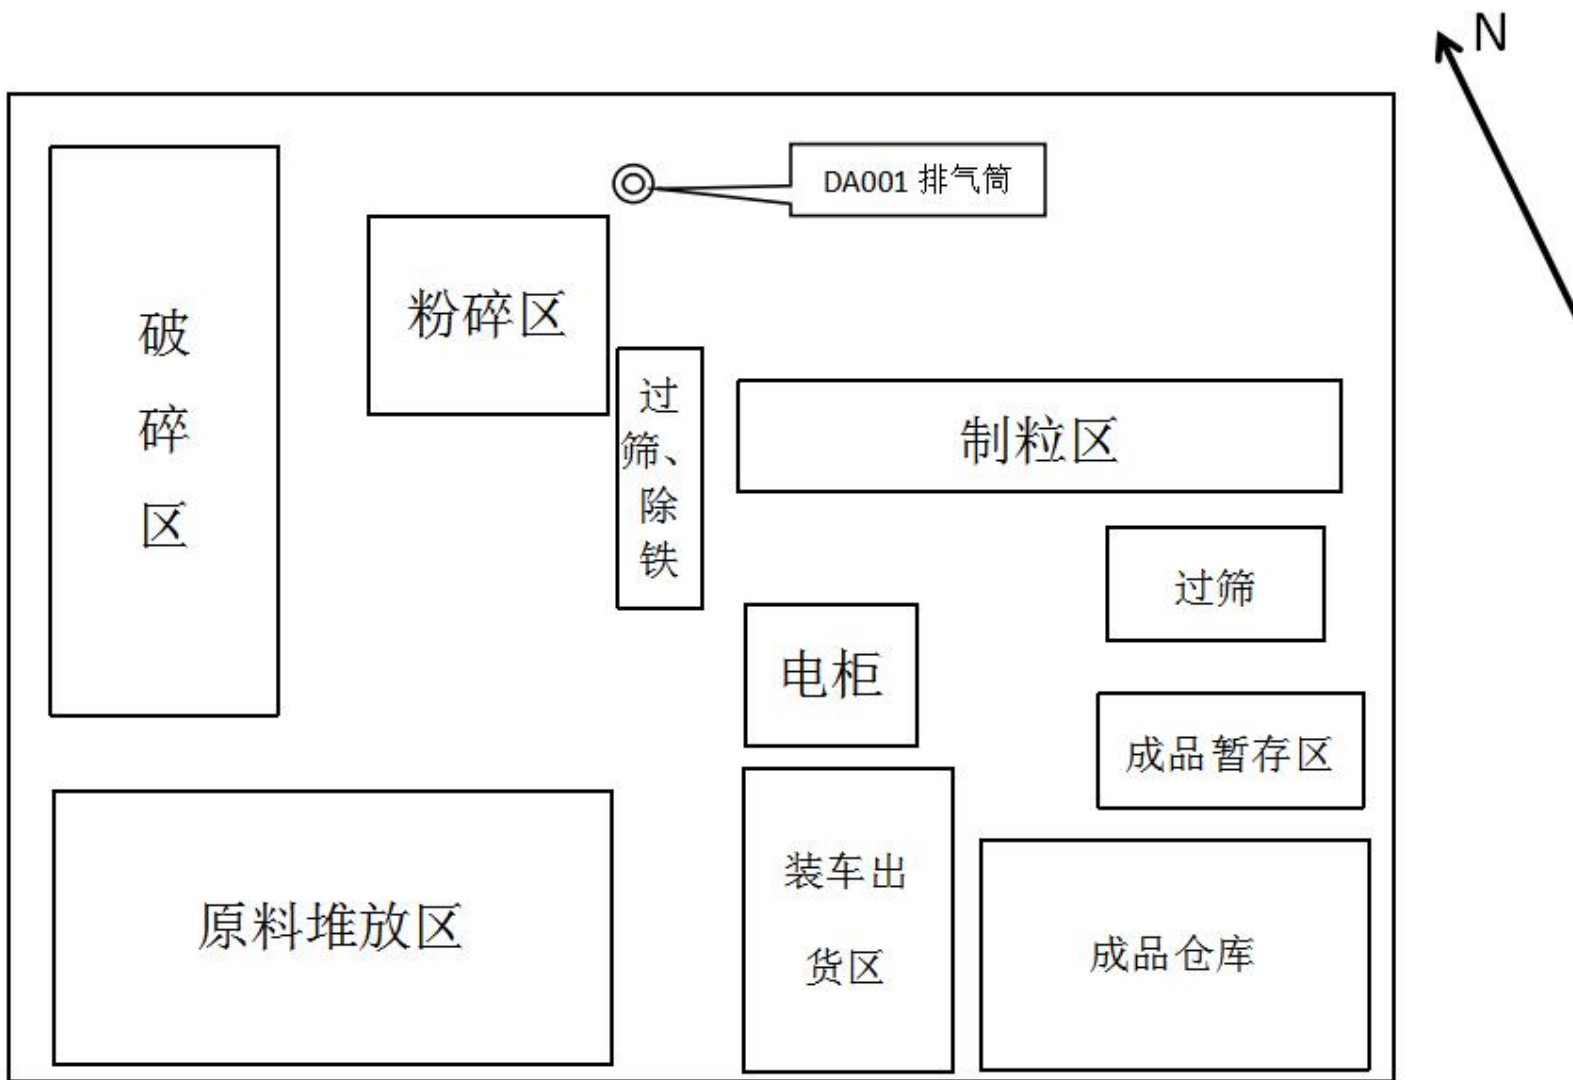 N
DA001 排气筒
破
碎
区
粉碎区
过
筛、
除
铁
制粒区
过筛
电柜
成品暂存区
原料堆放区
装车出
货区
成品仓库